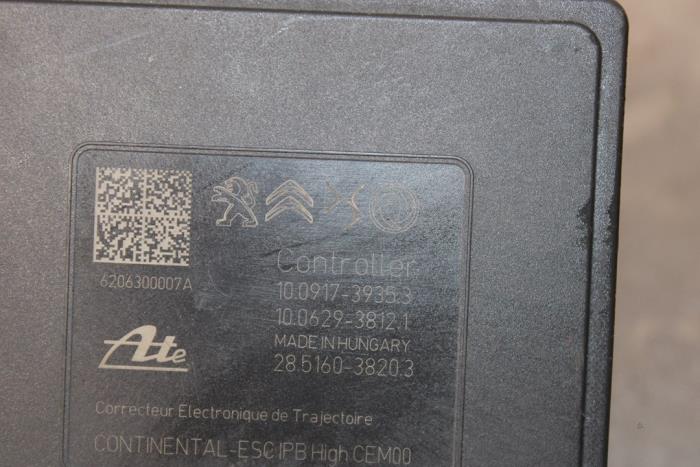 Controller
6206300007A
10.0917-3935.3
10.0629-3812.1
MADE IN HUNGARY
Ate
28.5160-3820.3
Correcteur Electronique de Trajectoire
CONTINENTAL-ESC IPB High.CEM00